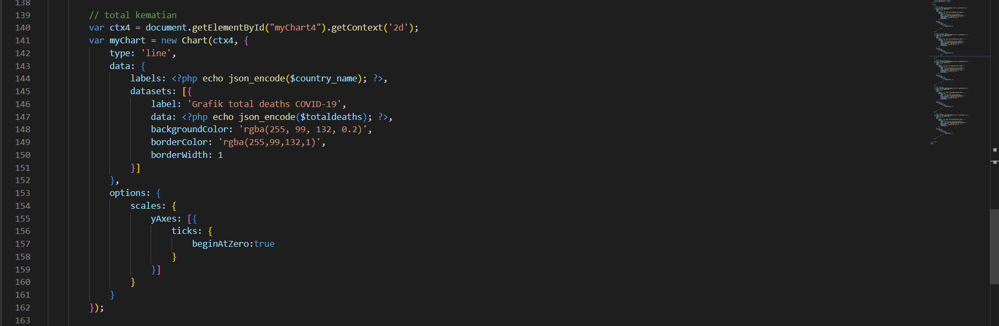 138
139 // total kematian
140 var ctx4 = document.getElementById("myChart4").getContext('2d');
141 var myChart = new Chart(ctx4, {
142 type: 'line',
143 data: {
144 labels: <?php echo json_encode($country_name); ?>,
145 datasets: [{
146 label: 'Grafik total deaths COVID-19',
147 data: <?php echo json_encode($totaldeaths); ?>,
148 backgroundColor: 'rgba(255, 99, 132, 0.2)',
149 borderColor: 'rgba(255,99,132,1)',
150 borderWidth: 1
151 }]
152 },
153 options: {
154 scales: {
155 yAxes: [{
156 ticks: {
157 beginAtZero:true
158 }
159 }]
160 }
161 }
162 });
163